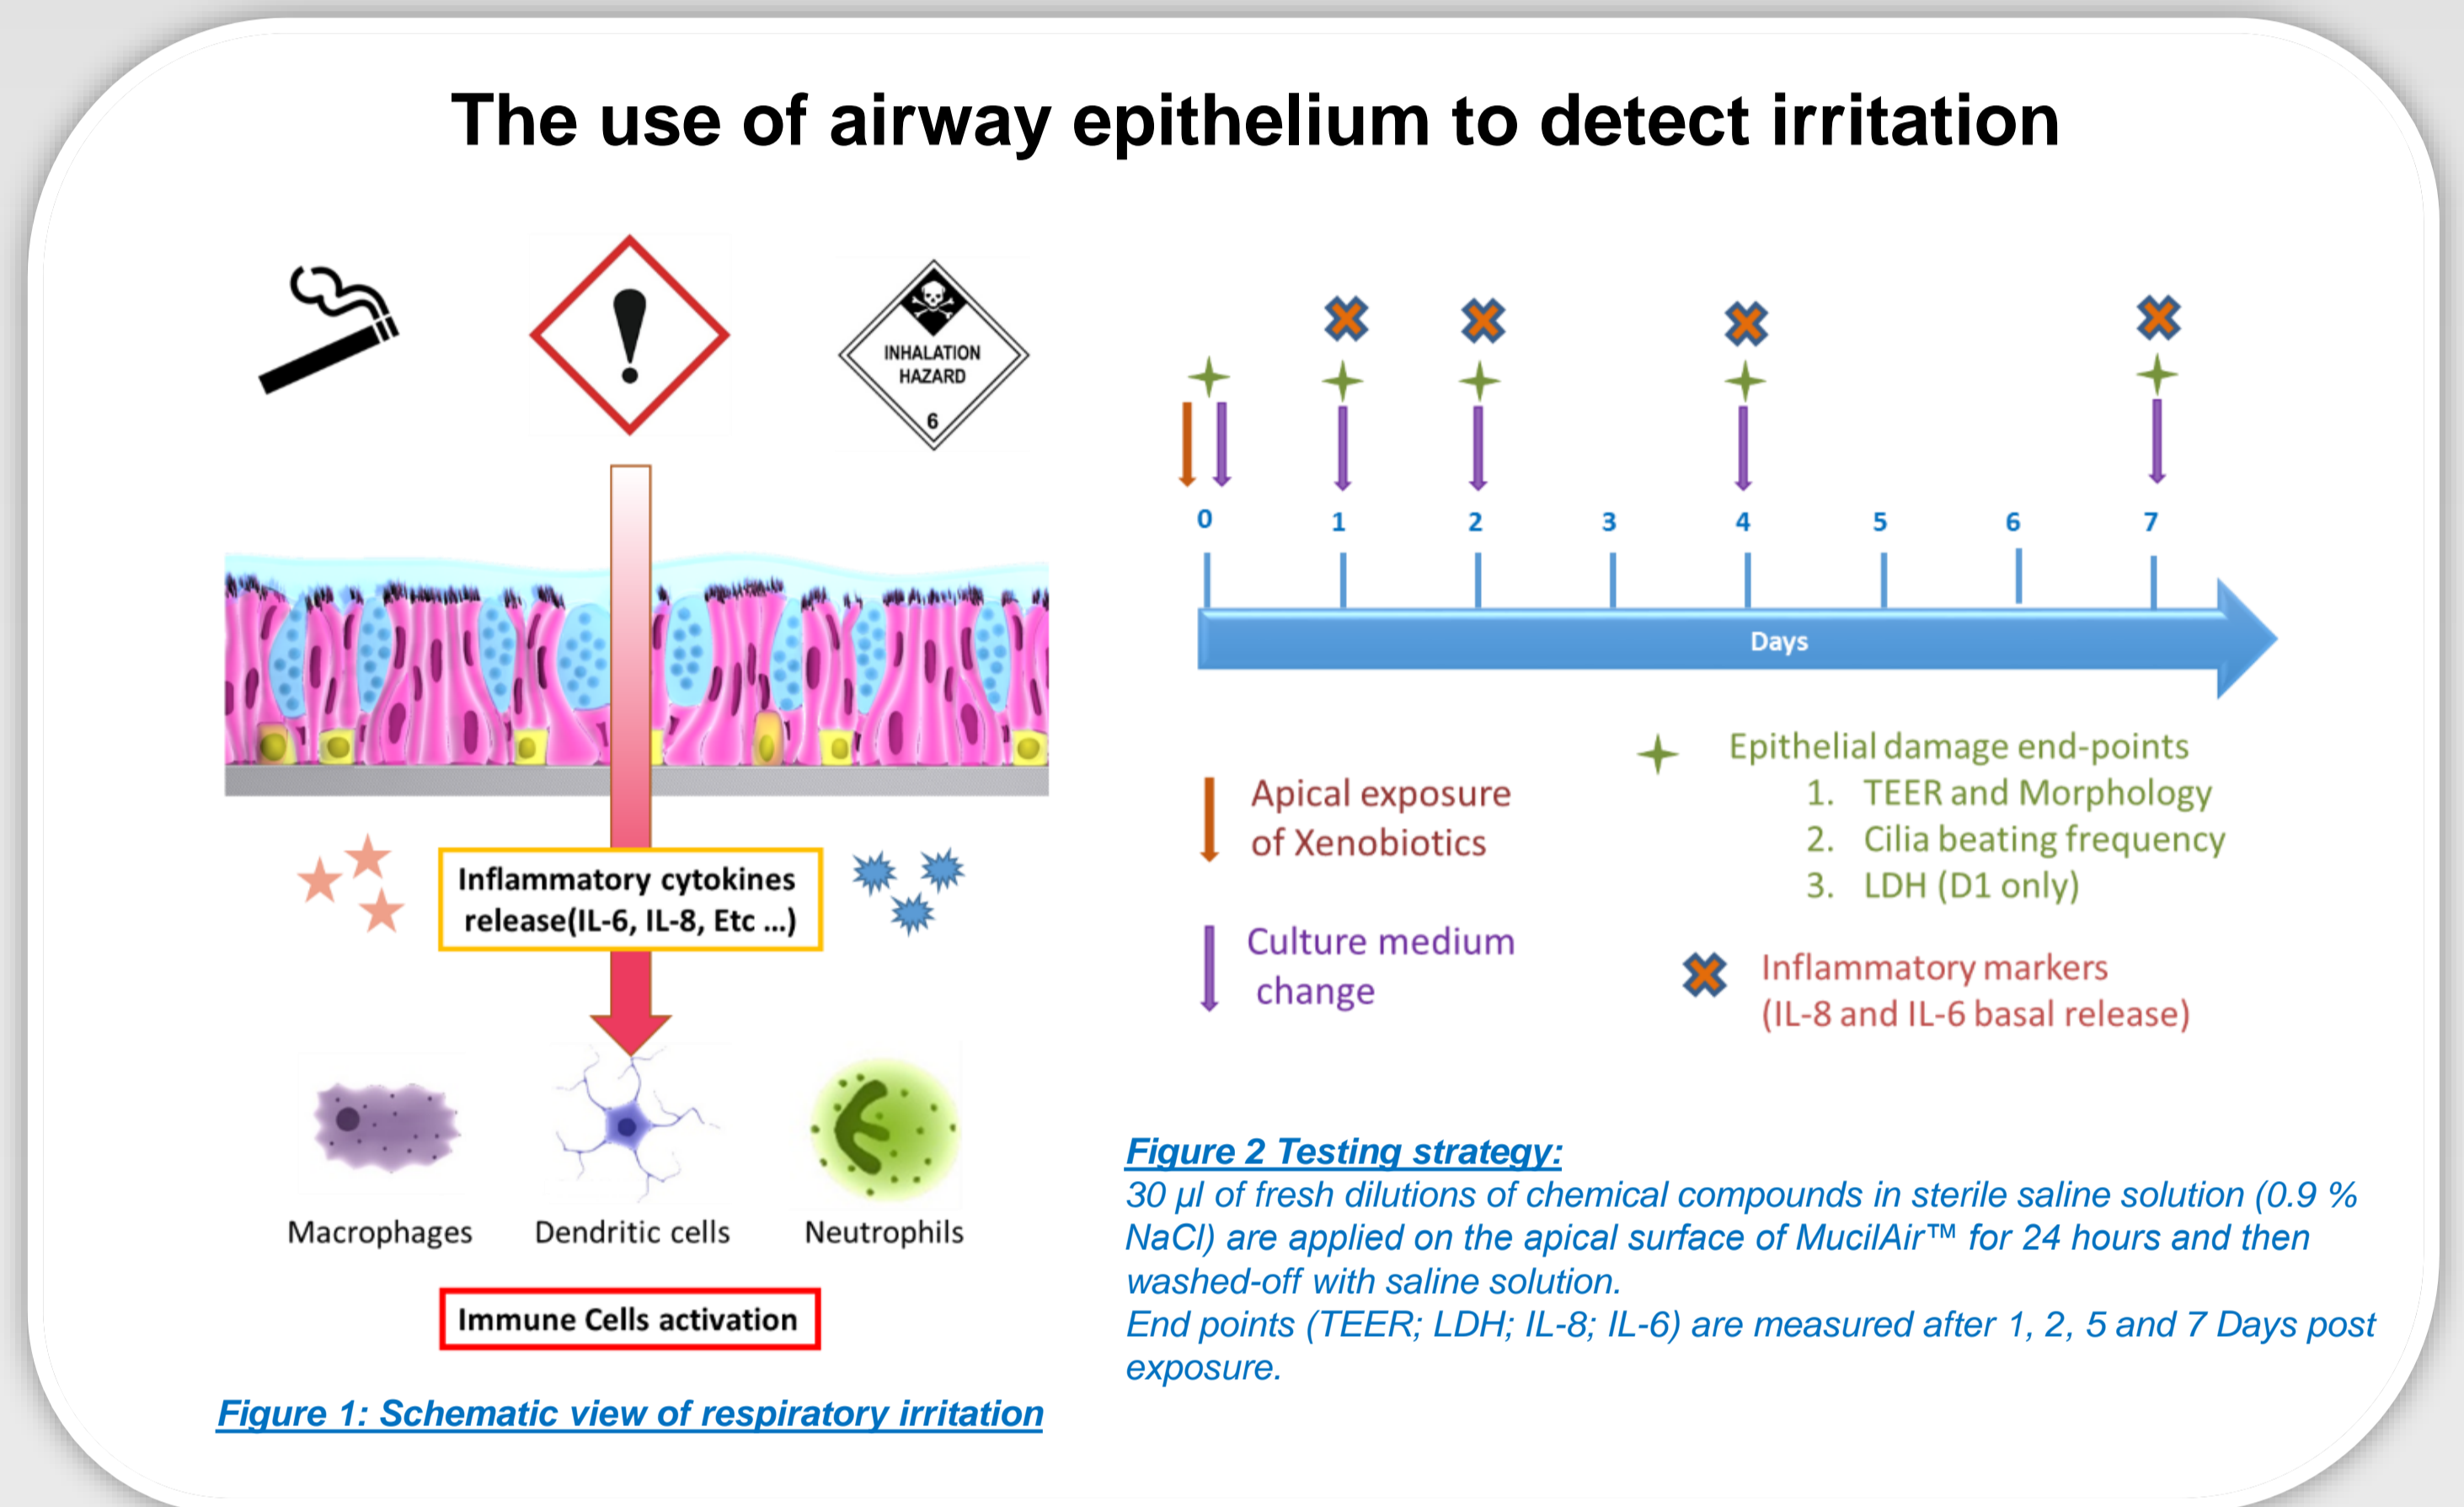 The use of airway epithelium to detect irritation
INHALATION
HAZARD
6
Inflammatory cytokines
release(IL-6, IL-8, Etc ...)
Macrophages
Dendritic cells
Neutrophils
Immune Cells activation
Figure 1: Schematic view of respiratory irritation
0
1
2
3
4
5
6
7
Days
Apical exposure
of Xenobiotics
Culture medium
change
Epithelial damage end-points
1. TEER and Morphology
2. Cilia beating frequency
3. LDH (D1 only)
Inflammatory markers
(IL-8 and IL-6 basal release)
Figure 2 Testing strategy:
30 µl of fresh dilutions of chemical compounds in sterile saline solution (0.9 %
NaCl) are applied on the apical surface of MucilAir™ for 24 hours and then
washed-off with saline solution.
End points (TEER; LDH; IL-8; IL-6) are measured after 1, 2, 5 and 7 Days post
exposure.